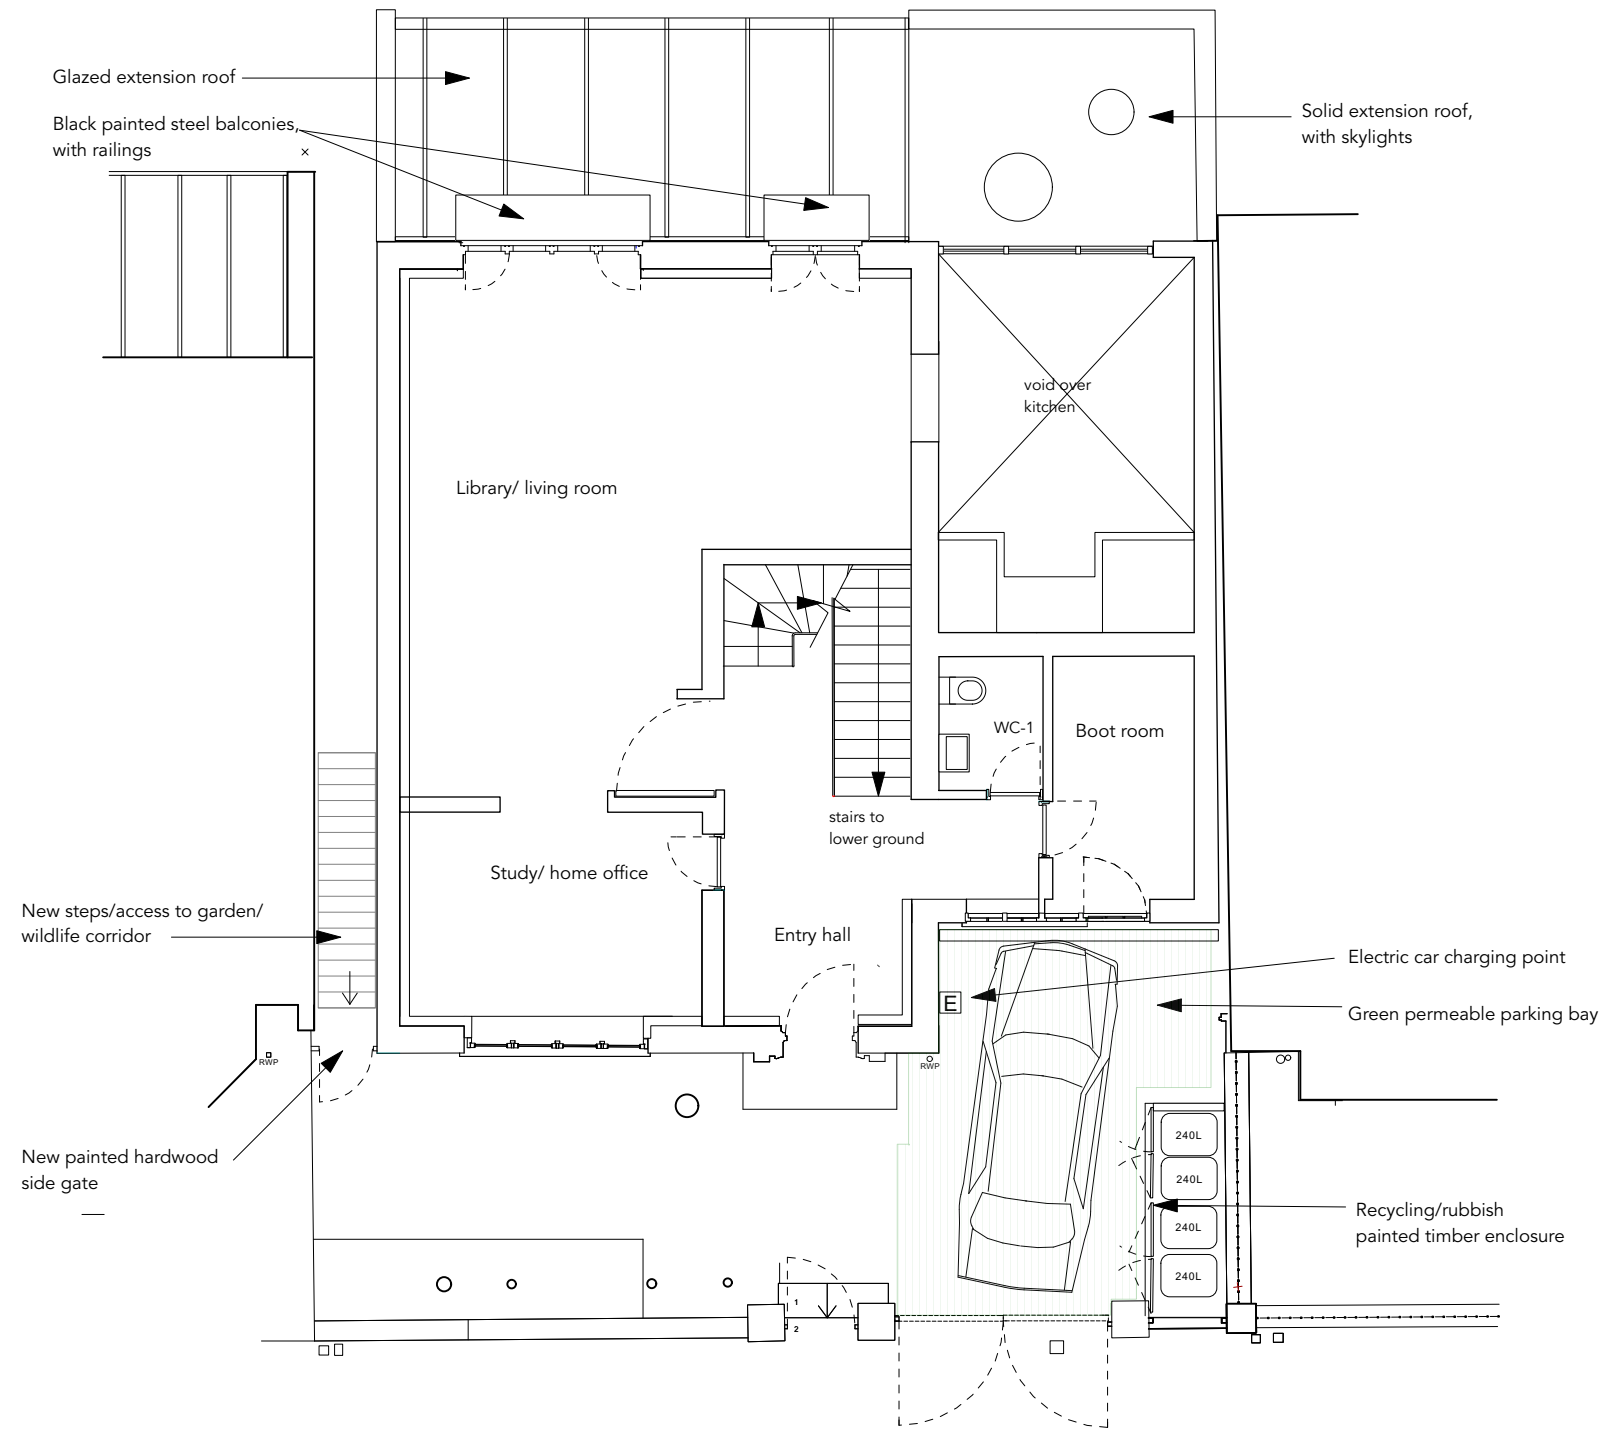 Glazed extension roof
Black painted steel balconies,
with railings
Solid extension roof,
with skylights
void over
kitchen
Library/ living room
WC-1
Boot room
stairs to
lower ground
Study/ home office
New steps/access to garden/
wildlife corridor
Entry hall
Electric car charging point
E
Green permeable parking bay
RWP
RWP
New painted hardwood
side gate
240L
240L
240L
240L
Recycling/rubbish
painted timber enclosure
1
2